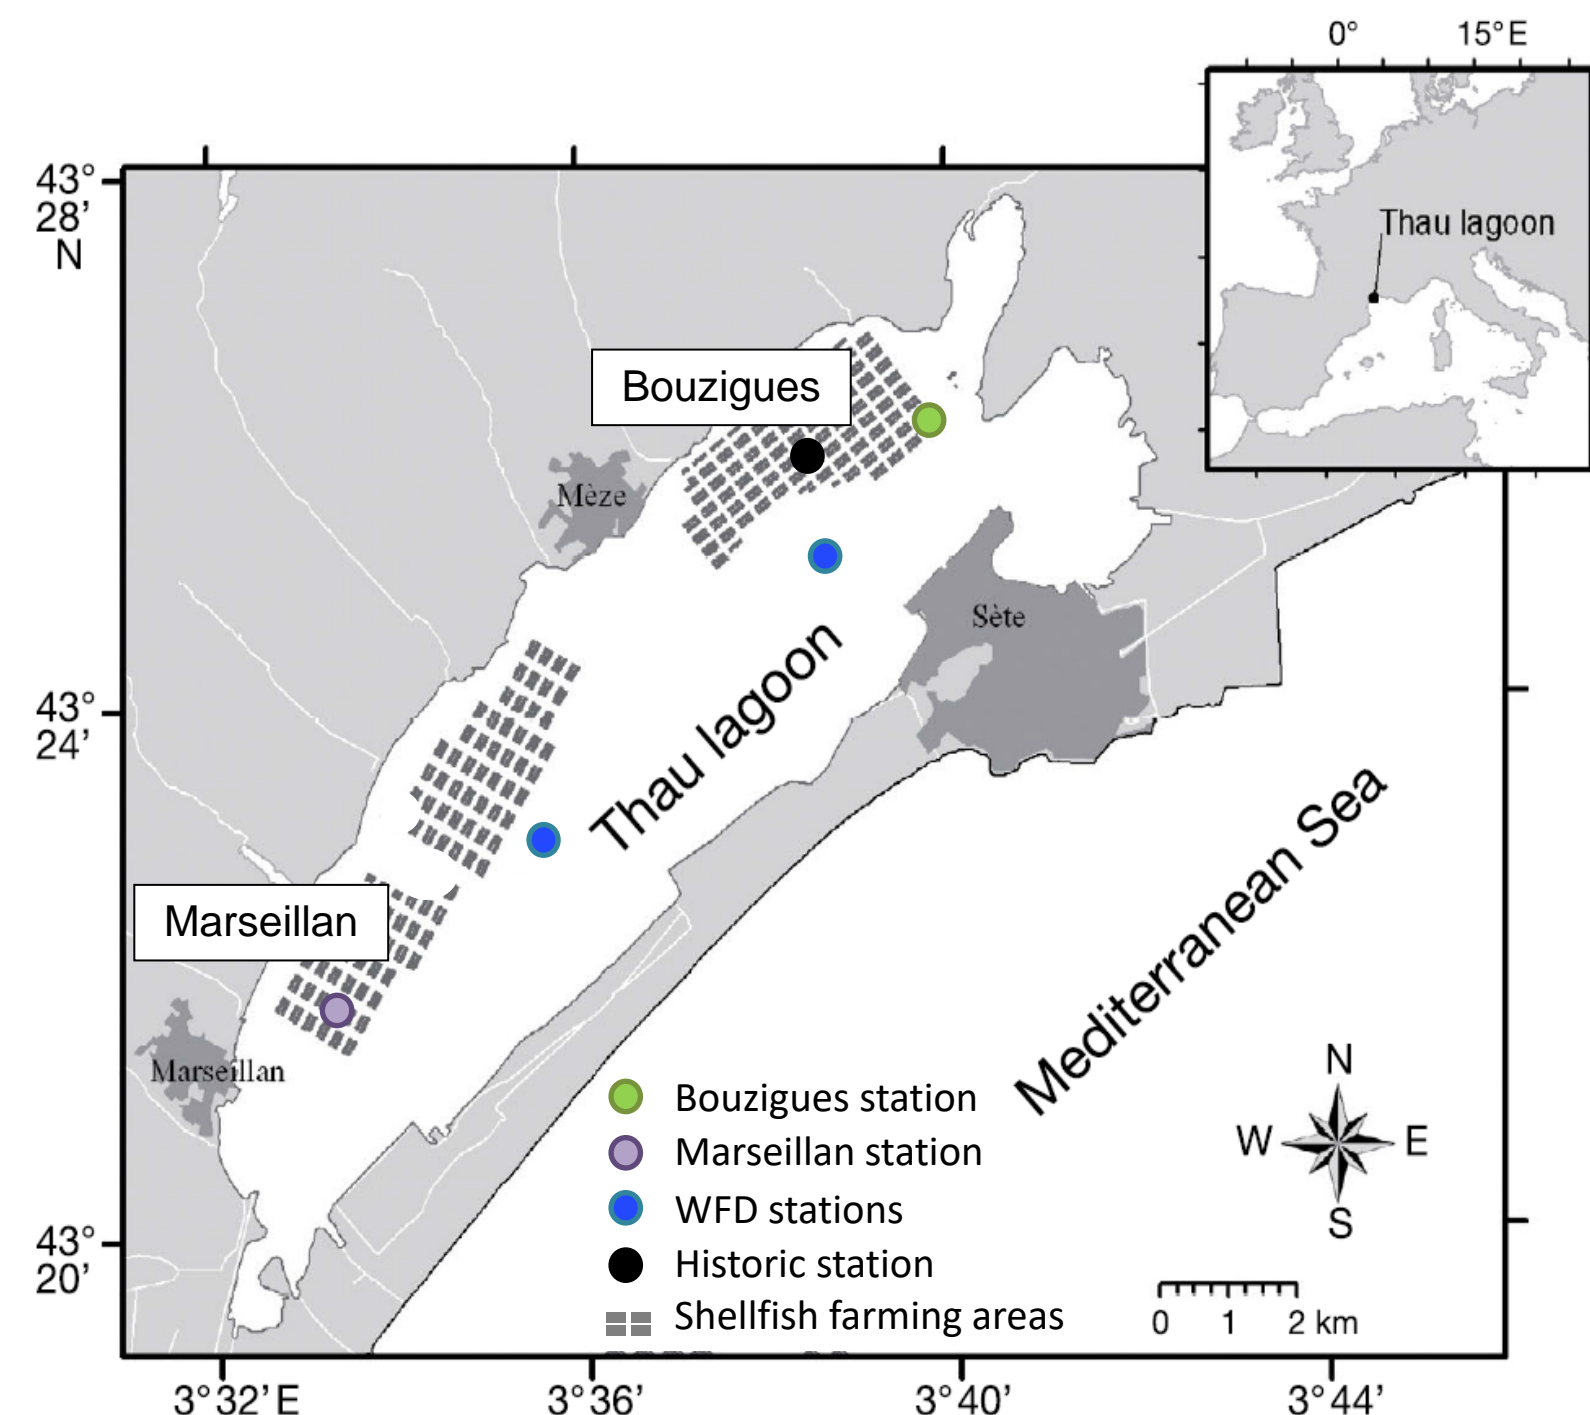 0° 15°E
Thau lagoon
43°
28’
N
Bouzigues
Mèze
Sète
Thau lagoon
43°
24’
Mediterranean Sea
Marseillan
Marseillan
Bouzigues station
Marseillan station
WFD stations
Historic station
Shellfish farming areas
N
W E
S
43°
20’
0 1 2 km
3°32’E 3°36’ 3°40’ 3°44’